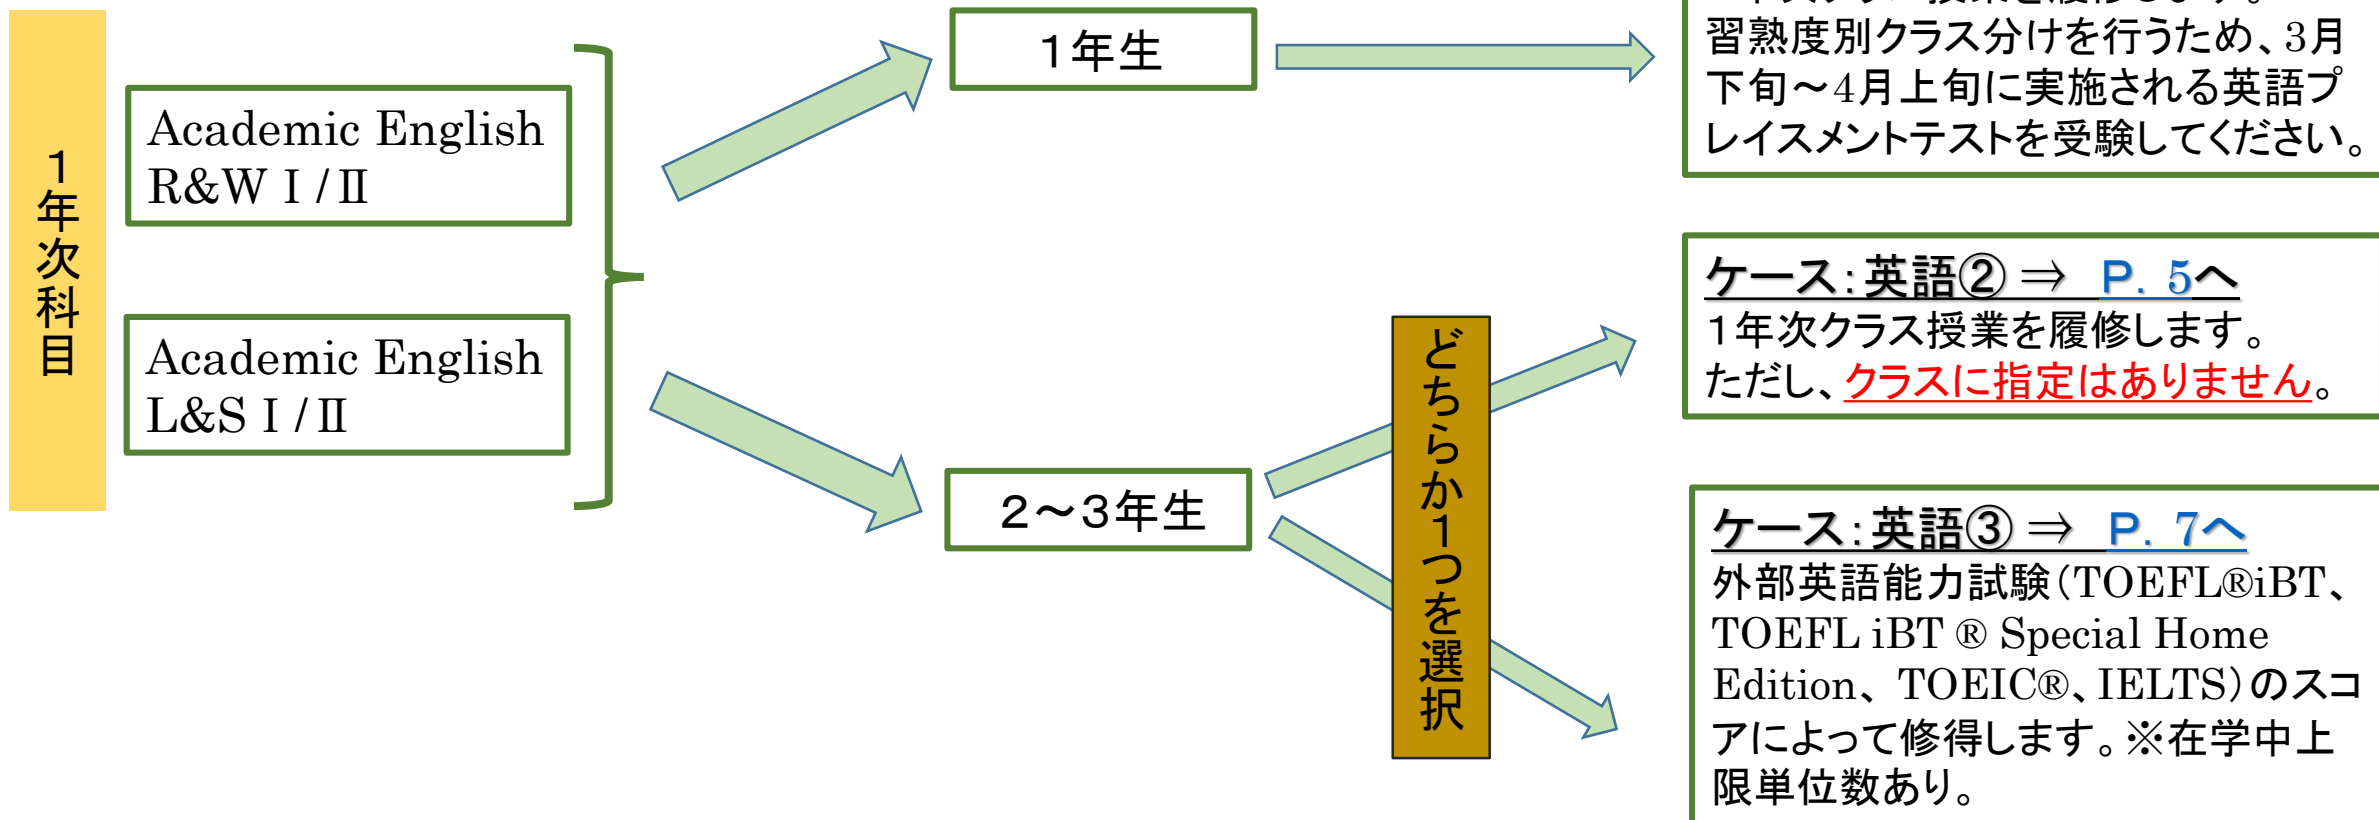 1年次科目
Academic English
R&W Ⅰ/Ⅱ
Academic English
L&S Ⅰ/Ⅱ
1年生
2～3年生
どちらか1つを選択
習熟度別クラス分けを行うため、3月
下旬～4月上旬に実施される英語プ
レイスメントテストを受験してください。
ケース：英語② ⇒ P. 5へ
1年次クラス授業を履修します。
ただし、クラスに指定はありません。
ケース：英語③ ⇒ P. 7へ
外部英語能力試験（TOEFL®iBT、
TOEFL iBT ® Special Home
Edition、TOEIC®、IELTS）のスコ
アによって修得します。※在学中上
限単位数あり。